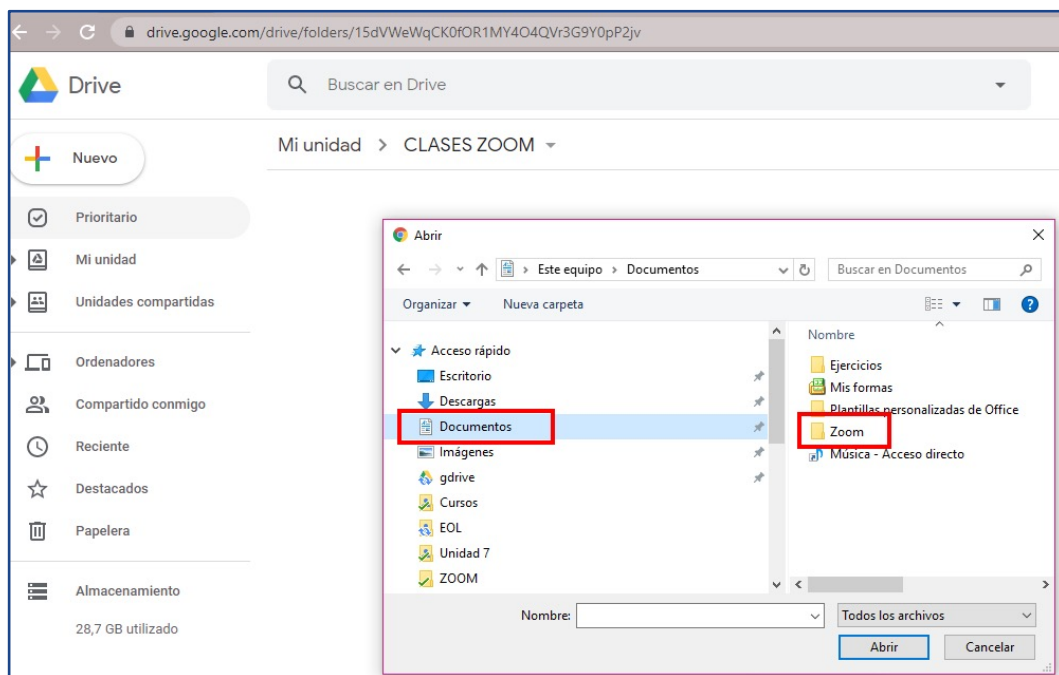 drive.google.com/drive/folders/15dVWeWqCK0fOR1MY4O4QVr3G9Y0pP2jv
Drive
Buscar en Drive
Nuevo
Mi unidad > CLASES ZOOM
Prioritario
Mi unidad
Unidades compartidas
Ordenadores
Compartido conmigo
Reciente
Destacados
Papelera
Almacenamiento
28,7 GB utilizado
Abrir
Este equipo > Documentos
Buscar en Documentos
Organizar
Nueva carpeta
Acceso rápido
Escritorio
Descargas
Documentos
Imágenes
gdrive
Cursos
EOL
Unidad 7
ZOOM
Nombre
Ejercicios
Mis formas
Plantillas personalizadas de Office
Zoom
Música - Acceso directo
Nombre:
Todos los archivos
Abrir
Cancelar